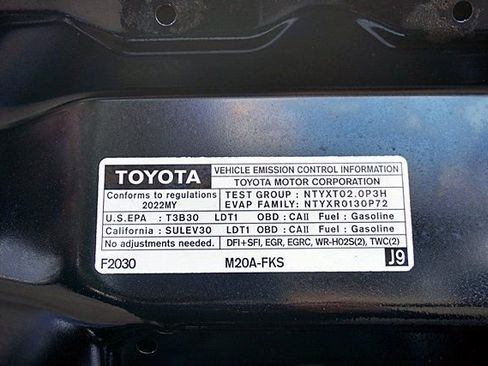 TOYOTA
VEHICLE EMISSION CONTROL INFORMATION
TOYOTA MOTOR CORPORATION
Conforms to regulations
2022MY
TEST GROUP: NTYXT02.0P3H
EVAP FAMILY: NTYXR0130P72
U.S.EPA : T3B30 LDT1 OBD : CAII Fuel : Gasoline
California : SULEV30 LDT1 OBD : CAII Fuel : Gasoline
No adjustments needed. DFI+SFI, EGR, EGRC, WR-HO2S(2), TWC(2)
F2030 M20A-FKS J9